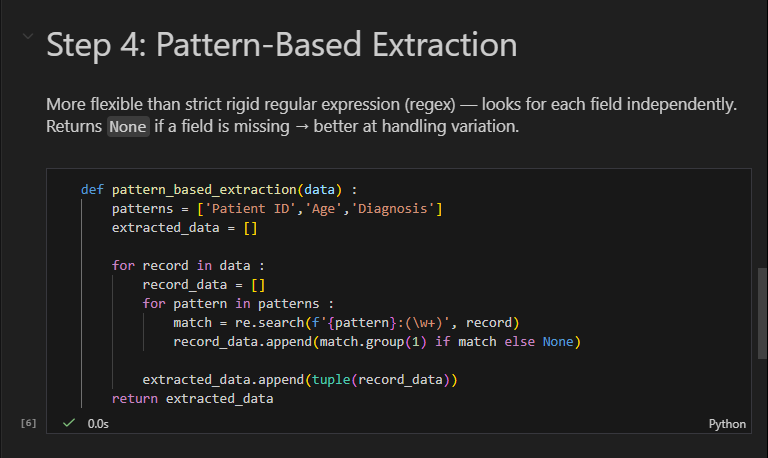 Step 4: Pattern-Based Extraction
More flexible than strict rigid regular expression (regex) — looks for each field independently.
Returns None if a field is missing → better at handling variation.
def pattern_based_extraction(data) :
    patterns = ['Patient ID','Age','Diagnosis']
    extracted_data = []
    for record in data :
        record_data = []
        for pattern in patterns :
            match = re.search(f'{pattern}:(\w+)', record)
            record_data.append(match.group(1) if match else None)
        extracted_data.append(tuple(record_data))
    return extracted_data
[6] ✓ 0.0s Python